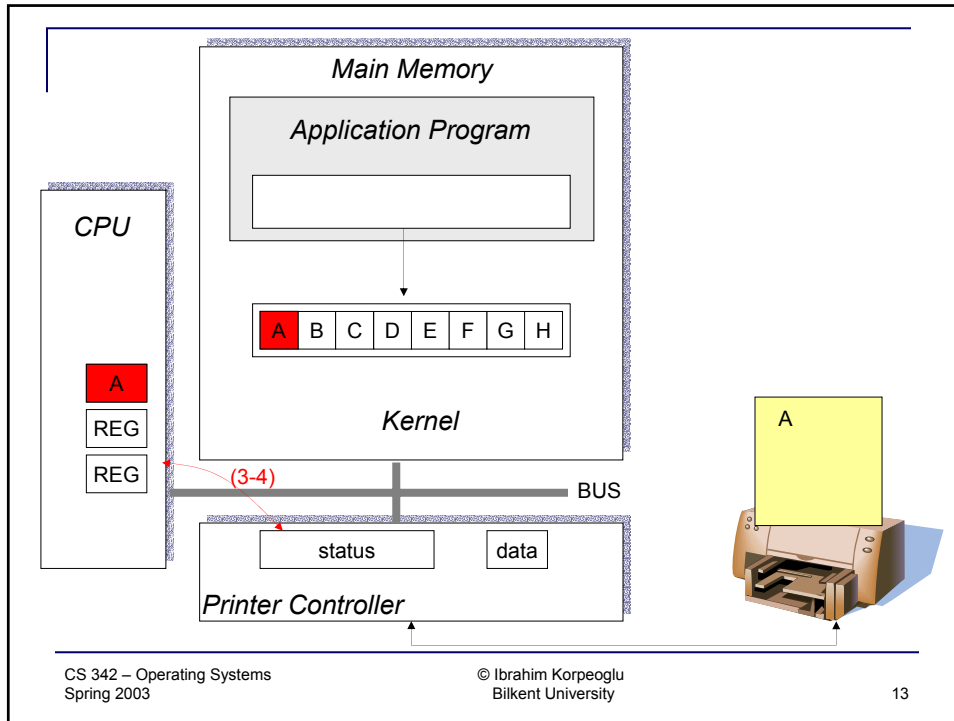 Main Memory
Application Program
CPU
A B C D E F G H
A
REG
REG
Kernel
A
(3-4)
BUS
status data
Printer Controller
CS 342 – Operating Systems
Spring 2003
© Ibrahim Korpeoglu
Bilkent University
13